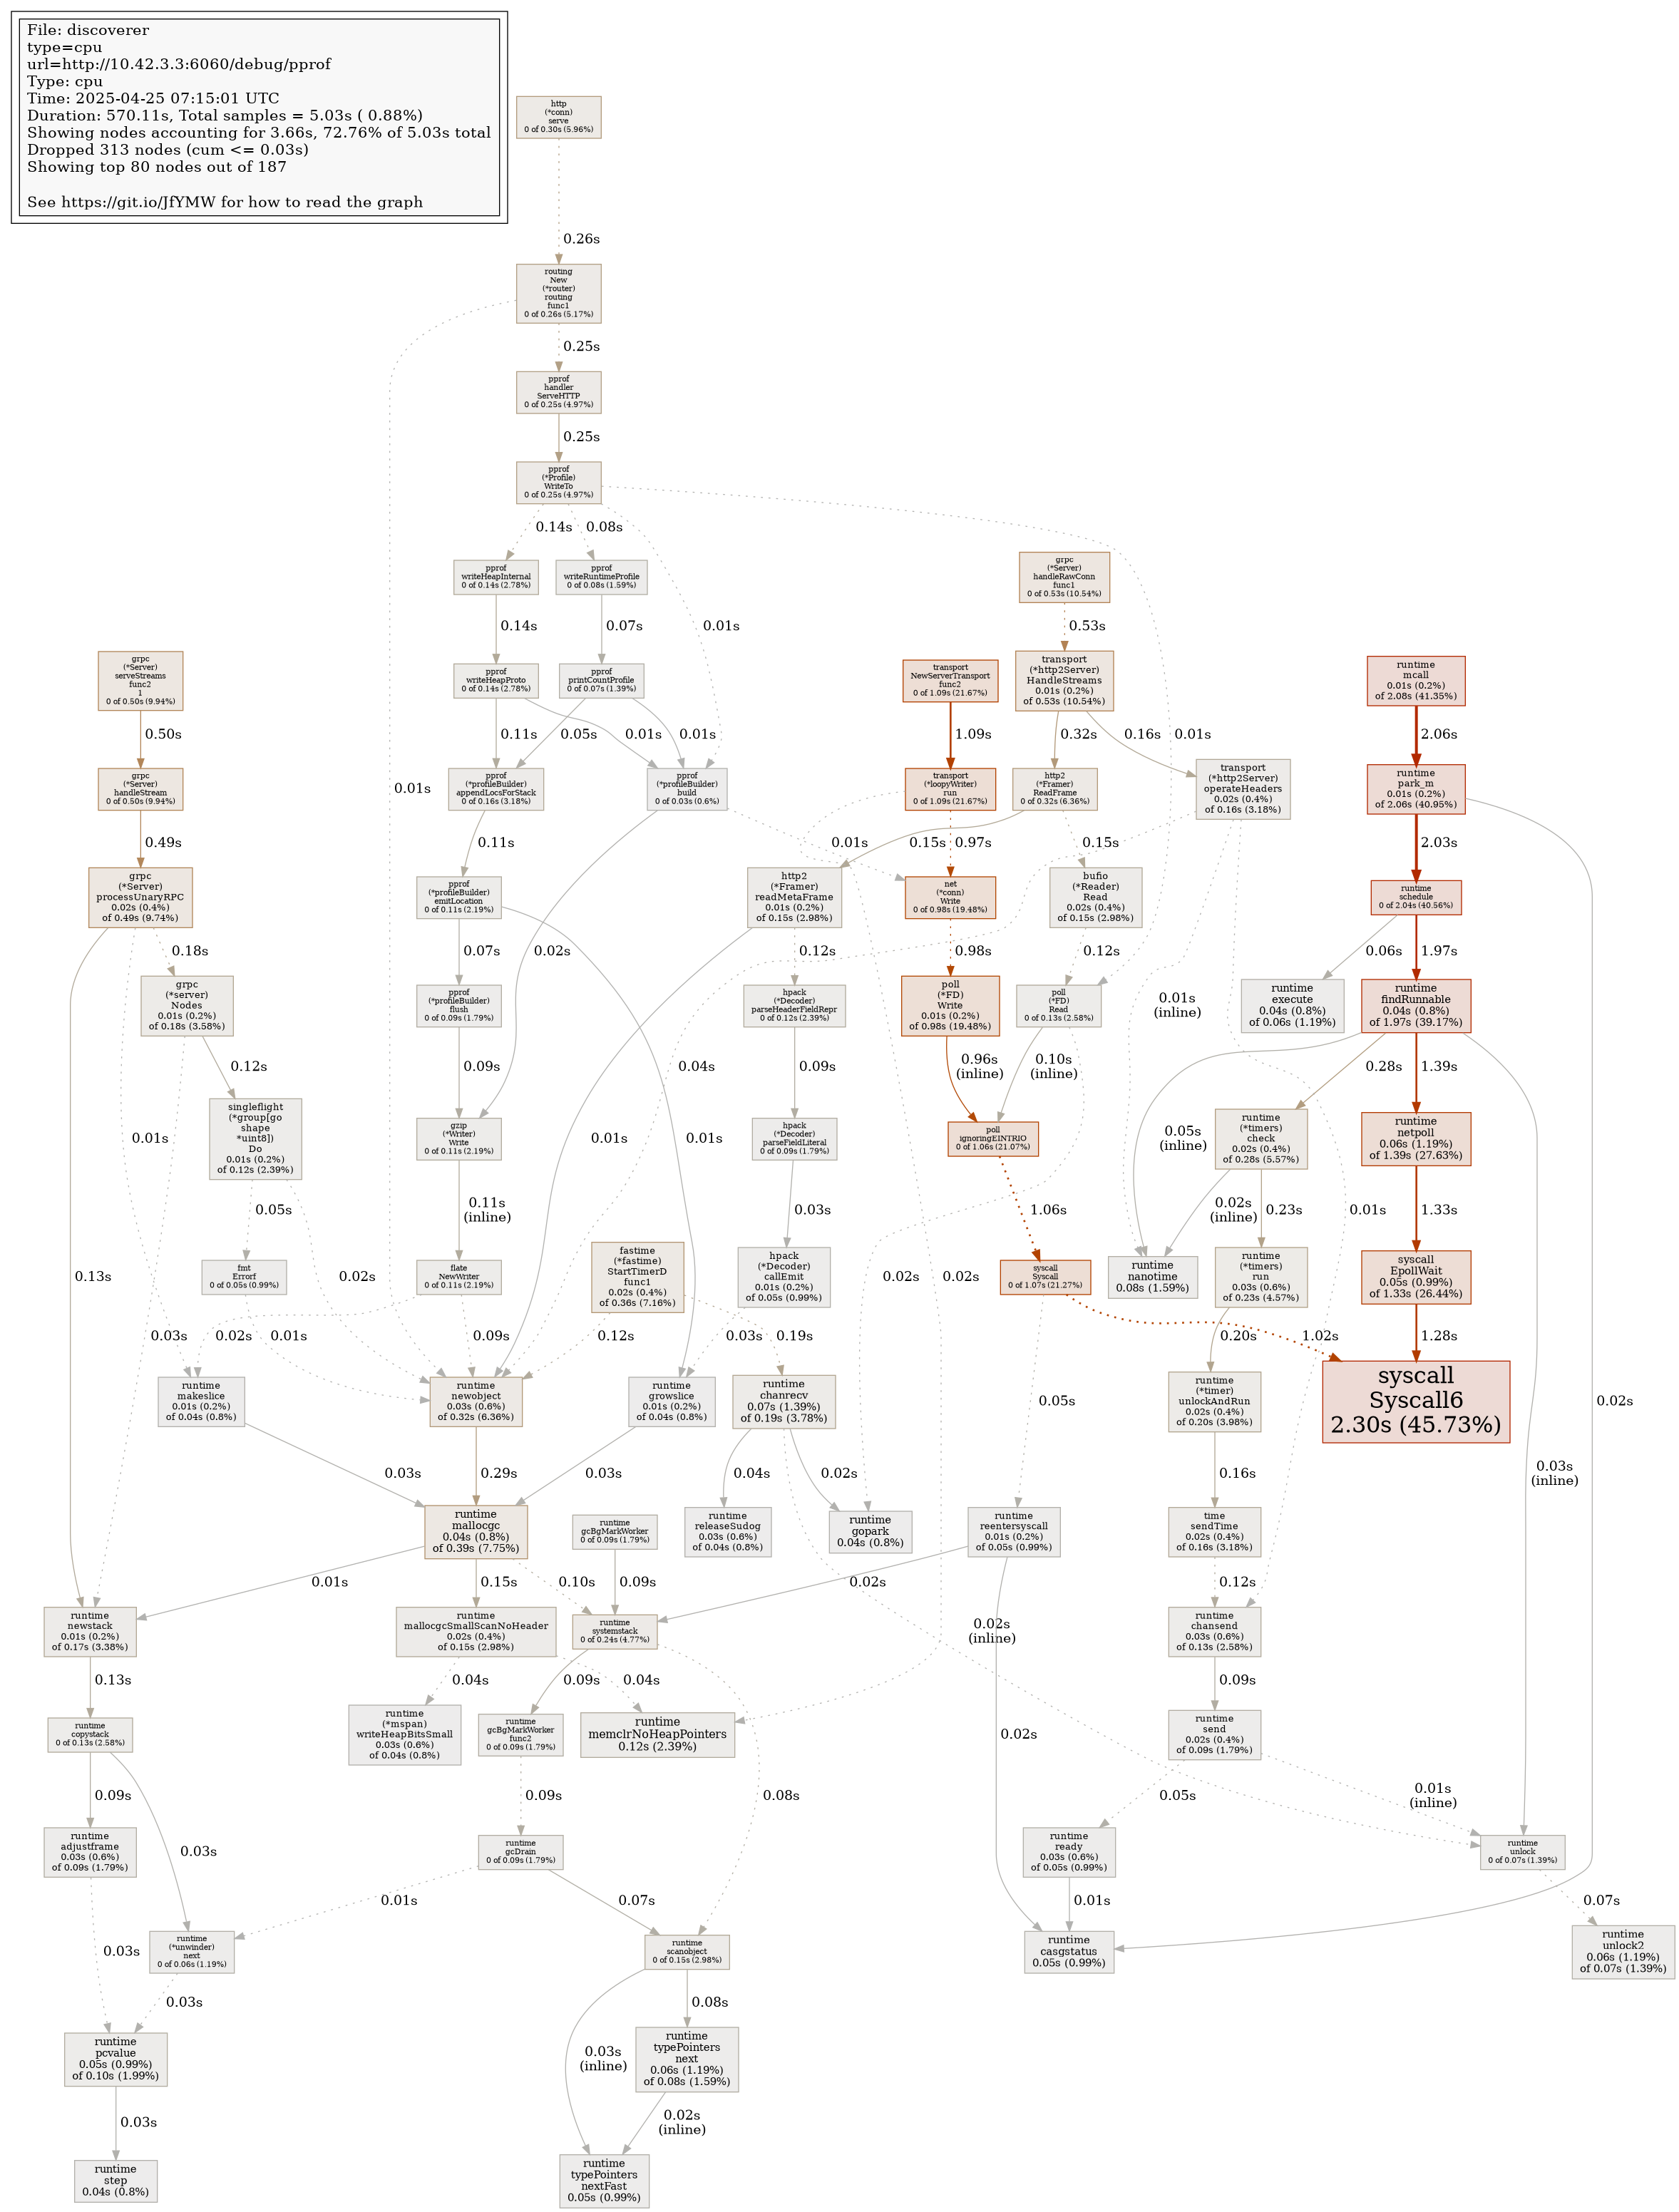 File: discoverer
type=cpu
url=http://10.42.3.3:6060/debug/pprof
Type: cpu
Time: 2025-04-25 07:15:01 UTC
Duration: 570.11s, Total samples = 5.03s ( 0.88%)
Showing nodes accounting for 3.66s, 72.76% of 5.03s total
Dropped 313 nodes (cum <= 0.03s)
Showing top 80 nodes out of 187
See https://git.io/JfYMW for how to read the graph
http
(*conn)
serve
0 of 0.30s (5.96%)
0.26s
routing
New
(*router)
routing
func1
0 of 0.26s (5.17%)
0.25s
pprof
handler
ServeHTTP
0 of 0.25s (4.97%)
0.25s
pprof
(*Profile)
WriteTo
0 of 0.25s (4.97%)
0.14s
0.08s
pprof
writeHeapInternal
0 of 0.14s (2.78%)
pprof
writeRuntimeProfile
0 of 0.08s (1.59%)
grpc
(*Server)
handleRawConn
func1
0 of 0.53s (10.54%)
0.14s
0.07s
0.01s
0.53s
grpc
(*Server)
serveStreams
func2
1
0 of 0.50s (9.94%)
pprof
writeHeapProto
0 of 0.14s (2.78%)
pprof
printCountProfile
0 of 0.07s (1.39%)
transport
NewServerTransport
func2
0 of 1.09s (21.67%)
transport
(*http2Server)
HandleStreams
0.01s (0.2%)
of 0.53s (10.54%)
runtime
mcall
0.01s (0.2%)
of 2.08s (41.35%)
0.50s
0.11s
0.05s
0.01s
0.01s
1.09s
0.32s
0.16s
0.01s
2.06s
grpc
(*Server)
handleStream
0 of 0.50s (9.94%)
0.01s
pprof
(*profileBuilder)
appendLocsForStack
0 of 0.16s (3.18%)
pprof
(*profileBuilder)
build
0 of 0.03s (0.6%)
transport
(*loopyWriter)
run
0 of 1.09s (21.67%)
http2
(*Framer)
ReadFrame
0 of 0.32s (6.36%)
transport
(*http2Server)
operateHeaders
0.02s (0.4%)
of 0.16s (3.18%)
runtime
park_m
0.01s (0.2%)
of 2.06s (40.95%)
0.49s
0.11s
0.01s
0.15s
0.97s
0.15s
2.03s
grpc
(*Server)
processUnaryRPC
0.02s (0.4%)
of 0.49s (9.74%)
pprof
(*profileBuilder)
emitLocation
0 of 0.11s (2.19%)
http2
(*Framer)
readMetaFrame
0.01s (0.2%)
of 0.15s (2.98%)
net
(*conn)
Write
0 of 0.98s (19.48%)
bufio
(*Reader)
Read
0.02s (0.4%)
of 0.15s (2.98%)
runtime
schedule
0 of 2.04s (40.56%)
0.18s
0.07s
0.02s
0.12s
0.98s
0.12s
0.06s
1.97s
grpc
(*server)
Nodes
0.01s (0.2%)
of 0.18s (3.58%)
pprof
(*profileBuilder)
flush
0 of 0.09s (1.79%)
hpack
(*Decoder)
parseHeaderFieldRepr
0 of 0.12s (2.39%)
poll
(*FD)
Write
0.01s (0.2%)
of 0.98s (19.48%)
poll
(*FD)
Read
0 of 0.13s (2.58%)
0.01s
(inline)
runtime
execute
0.04s (0.8%)
of 0.06s (1.19%)
runtime
findRunnable
0.04s (0.8%)
of 1.97s (39.17%)
0.12s
0.09s
0.04s
0.09s
0.96s
(inline)
0.10s
(inline)
0.28s
1.39s
singleflight
(*group[go
shape
*uint8])
Do
0.01s (0.2%)
of 0.12s (2.39%)
0.01s
gzip
(*Writer)
Write
0 of 0.11s (2.19%)
0.01s
0.01s
hpack
(*Decoder)
parseFieldLiteral
0 of 0.09s (1.79%)
poll
ignoringEINTRIO
0 of 1.06s (21.07%)
0.05s
(inline)
runtime
(*timers)
check
0.02s (0.4%)
of 0.28s (5.57%)
runtime
netpoll
0.06s (1.19%)
of 1.39s (27.63%)
0.05s
0.11s
(inline)
0.03s
1.06s
0.02s
(inline)
0.23s
0.01s
1.33s
0.13s
fmt
Errorf
0 of 0.05s (0.99%)
0.02s
flate
NewWriter
0 of 0.11s (2.19%)
fastime
(*fastime)
StartTimerD
func1
0.02s (0.4%)
of 0.36s (7.16%)
hpack
(*Decoder)
callEmit
0.01s (0.2%)
of 0.05s (0.99%)
0.02s
0.02s
syscall
Syscall
0 of 1.07s (21.27%)
runtime
nanotime
0.08s (1.59%)
runtime
(*timers)
run
0.03s (0.6%)
of 0.23s (4.57%)
syscall
EpollWait
0.05s (0.99%)
of 1.33s (26.44%)
0.03s
0.02s
0.01s
0.09s
0.12s
0.03s
0.19s
0.20s
1.02s
1.28s
runtime
makeslice
0.01s (0.2%)
of 0.04s (0.8%)
runtime
newobject
0.03s (0.6%)
of 0.32s (6.36%)
runtime
growslice
0.01s (0.2%)
of 0.04s (0.8%)
runtime
chanrecv
0.07s (1.39%)
of 0.19s (3.78%)
0.05s
runtime
(*timer)
unlockAndRun
0.02s (0.4%)
of 0.20s (3.98%)
syscall
Syscall6
2.30s (45.73%)
0.02s
0.03s
0.29s
0.03s
0.04s
0.02s
0.16s
0.03s
(inline)
runtime
mallocgc
0.04s (0.8%)
of 0.39s (7.75%)
runtime
gcBgMarkWorker
0 of 0.09s (1.79%)
runtime
releaseSudog
0.03s (0.6%)
of 0.04s (0.8%)
runtime
gopark
0.04s (0.8%)
runtime
reentersyscall
0.01s (0.2%)
of 0.05s (0.99%)
time
sendTime
0.02s (0.4%)
of 0.16s (3.18%)
0.01s
0.15s
0.10s
0.09s
0.02s
0.12s
runtime
newstack
0.01s (0.2%)
of 0.17s (3.38%)
runtime
mallocgcSmallScanNoHeader
0.02s (0.4%)
of 0.15s (2.98%)
runtime
systemstack
0 of 0.24s (4.77%)
0.02s
(inline)
runtime
chansend
0.03s (0.6%)
of 0.13s (2.58%)
0.13s
0.04s
0.09s
0.04s
0.09s
runtime
copystack
0 of 0.13s (2.58%)
runtime
(*mspan)
writeHeapBitsSmall
0.03s (0.6%)
of 0.04s (0.8%)
runtime
gcBgMarkWorker
func2
0 of 0.09s (1.79%)
runtime
memclrNoHeapPointers
0.12s (2.39%)
0.02s
runtime
send
0.02s (0.4%)
of 0.09s (1.79%)
0.09s
0.09s
0.08s
0.05s
0.01s
(inline)
runtime
adjustframe
0.03s (0.6%)
of 0.09s (1.79%)
0.03s
runtime
gcDrain
0 of 0.09s (1.79%)
runtime
ready
0.03s (0.6%)
of 0.05s (0.99%)
runtime
unlock
0 of 0.07s (1.39%)
0.01s
0.07s
0.01s
0.07s
0.03s
runtime
(*unwinder)
next
0 of 0.06s (1.19%)
runtime
scanobject
0 of 0.15s (2.98%)
runtime
casgstatus
0.05s (0.99%)
runtime
unlock2
0.06s (1.19%)
of 0.07s (1.39%)
0.03s
0.08s
runtime
pcvalue
0.05s (0.99%)
of 0.10s (1.99%)
0.03s
(inline)
runtime
typePointers
next
0.06s (1.19%)
of 0.08s (1.59%)
0.03s
0.02s
(inline)
runtime
step
0.04s (0.8%)
runtime
typePointers
nextFast
0.05s (0.99%)